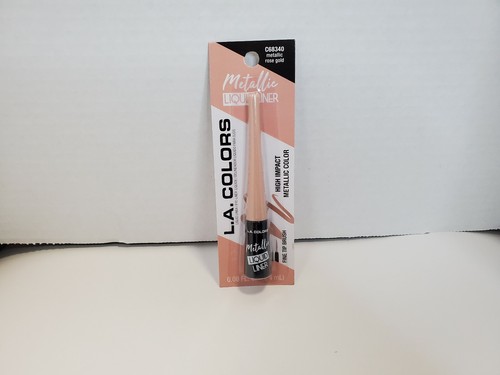 C68340
metallic
rose gold
Metallic
LIQUID LINER
L.A. COLORS
HIGH IMPACT
METALLIC COLOR
FINE TIP BRUSH
L.A. COLORS
Metallic
LIQUID
LINER